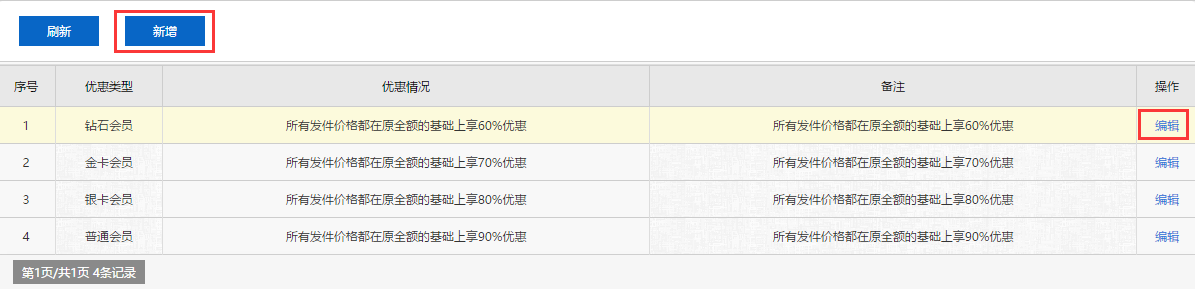 刷新 新增
序号 优惠类型 优惠情况 备注 操作
1 钻石会员 所有发件价格都在原全额的基础上享60%优惠 所有发件价格都在原全额的基础上享60%优惠 编辑
2 金卡会员 所有发件价格都在原全额的基础上享70%优惠 所有发件价格都在原全额的基础上享70%优惠 编辑
3 银卡会员 所有发件价格都在原全额的基础上享80%优惠 所有发件价格都在原全额的基础上享80%优惠 编辑
4 普通会员 所有发件价格都在原全额的基础上享90%优惠 所有发件价格都在原全额的基础上享90%优惠 编辑
第1页/共1页 4条记录